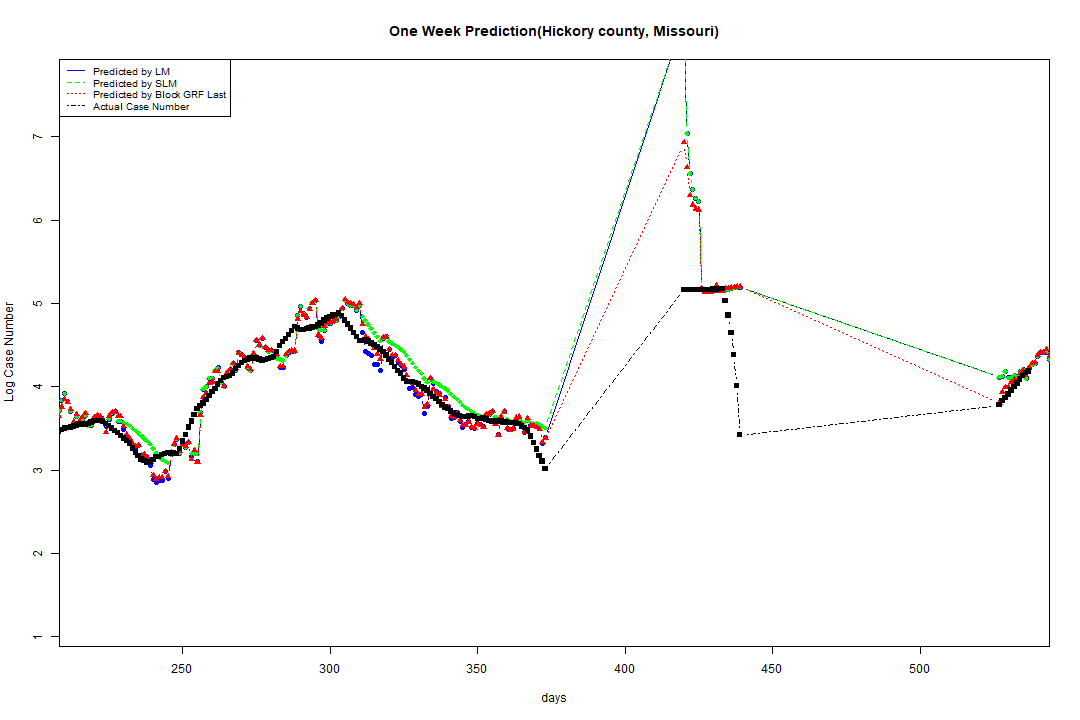 One Week Prediction(Hickory county, Missouri)
Predicted by LM
Predicted by SLM
Predicted by Block GRF Last
Actual Case Number
7
6
5
4
3
2
1
Log Case Number
250 300 350 400 450 500
days